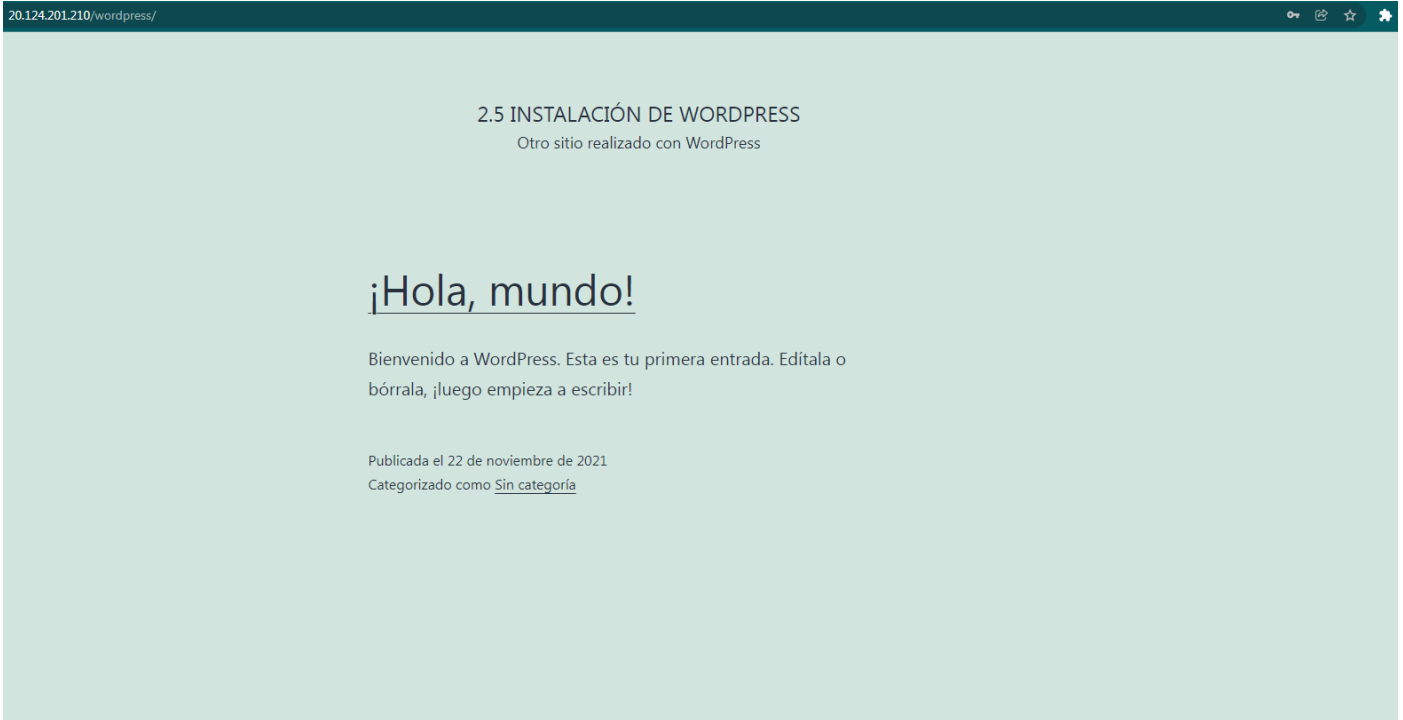 20.124.201.210/wordpress/
2.5 INSTALACIÓN DE WORDPRESS
Otro sitio realizado con WordPress
¡Hola, mundo!
Bienvenido a WordPress. Esta es tu primera entrada. Edítala o
bórrala, ¡luego empieza a escribir!
Publicada el 22 de noviembre de 2021
Categorizado como Sin categoría